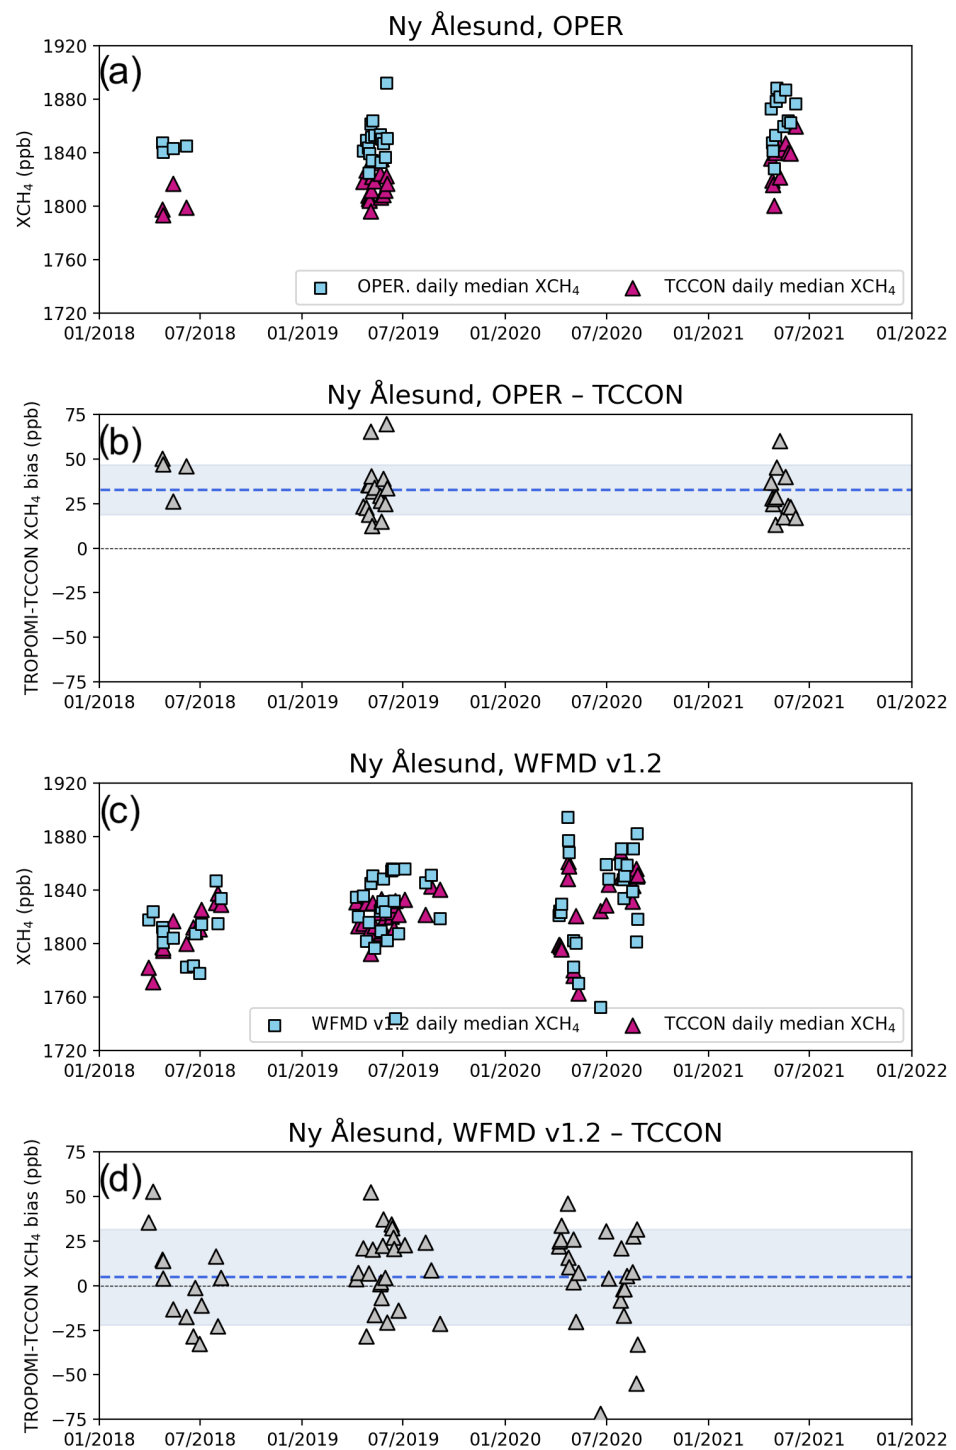 Ny Ålesund, OPER
(a)
XCH₄ (ppb)
1920
1880
1840
1800
1760
1720
OPER. daily median XCH₄ TCCON daily median XCH₄
01/2018 07/2018 01/2019 07/2019 01/2020 07/2020 01/2021 07/2021 01/2022
Ny Ålesund, OPER – TCCON
(b)
TROPOMI-TCCON XCH₄ bias (ppb)
75
50
25
0
−25
−50
−75
01/2018 07/2018 01/2019 07/2019 01/2020 07/2020 01/2021 07/2021 01/2022
Ny Ålesund, WFMD v1.2
(c)
XCH₄ (ppb)
1920
1880
1840
1800
1760
1720
WFMD v1.2 daily median XCH₄ TCCON daily median XCH₄
01/2018 07/2018 01/2019 07/2019 01/2020 07/2020 01/2021 07/2021 01/2022
Ny Ålesund, WFMD v1.2 – TCCON
(d)
TROPOMI-TCCON XCH₄ bias (ppb)
75
50
25
0
−25
−50
−75
01/2018 07/2018 01/2019 07/2019 01/2020 07/2020 01/2021 07/2021 01/2022